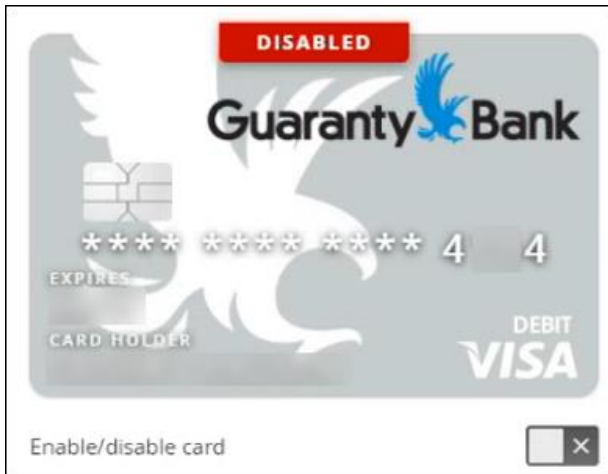 DISABLED
Guaranty Bank
**** **** **** 4 4
EXPIRES
CARD HOLDER
DEBIT
VISA
Enable/disable card